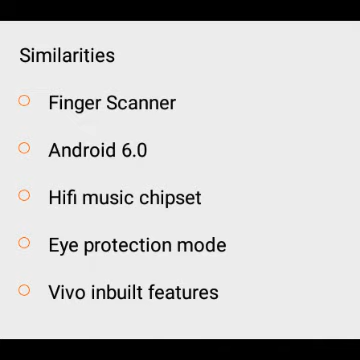 Similarities
Finger Scanner
Android 6.0
Hifi music chipset
Eye protection mode
Vivo inbuilt features